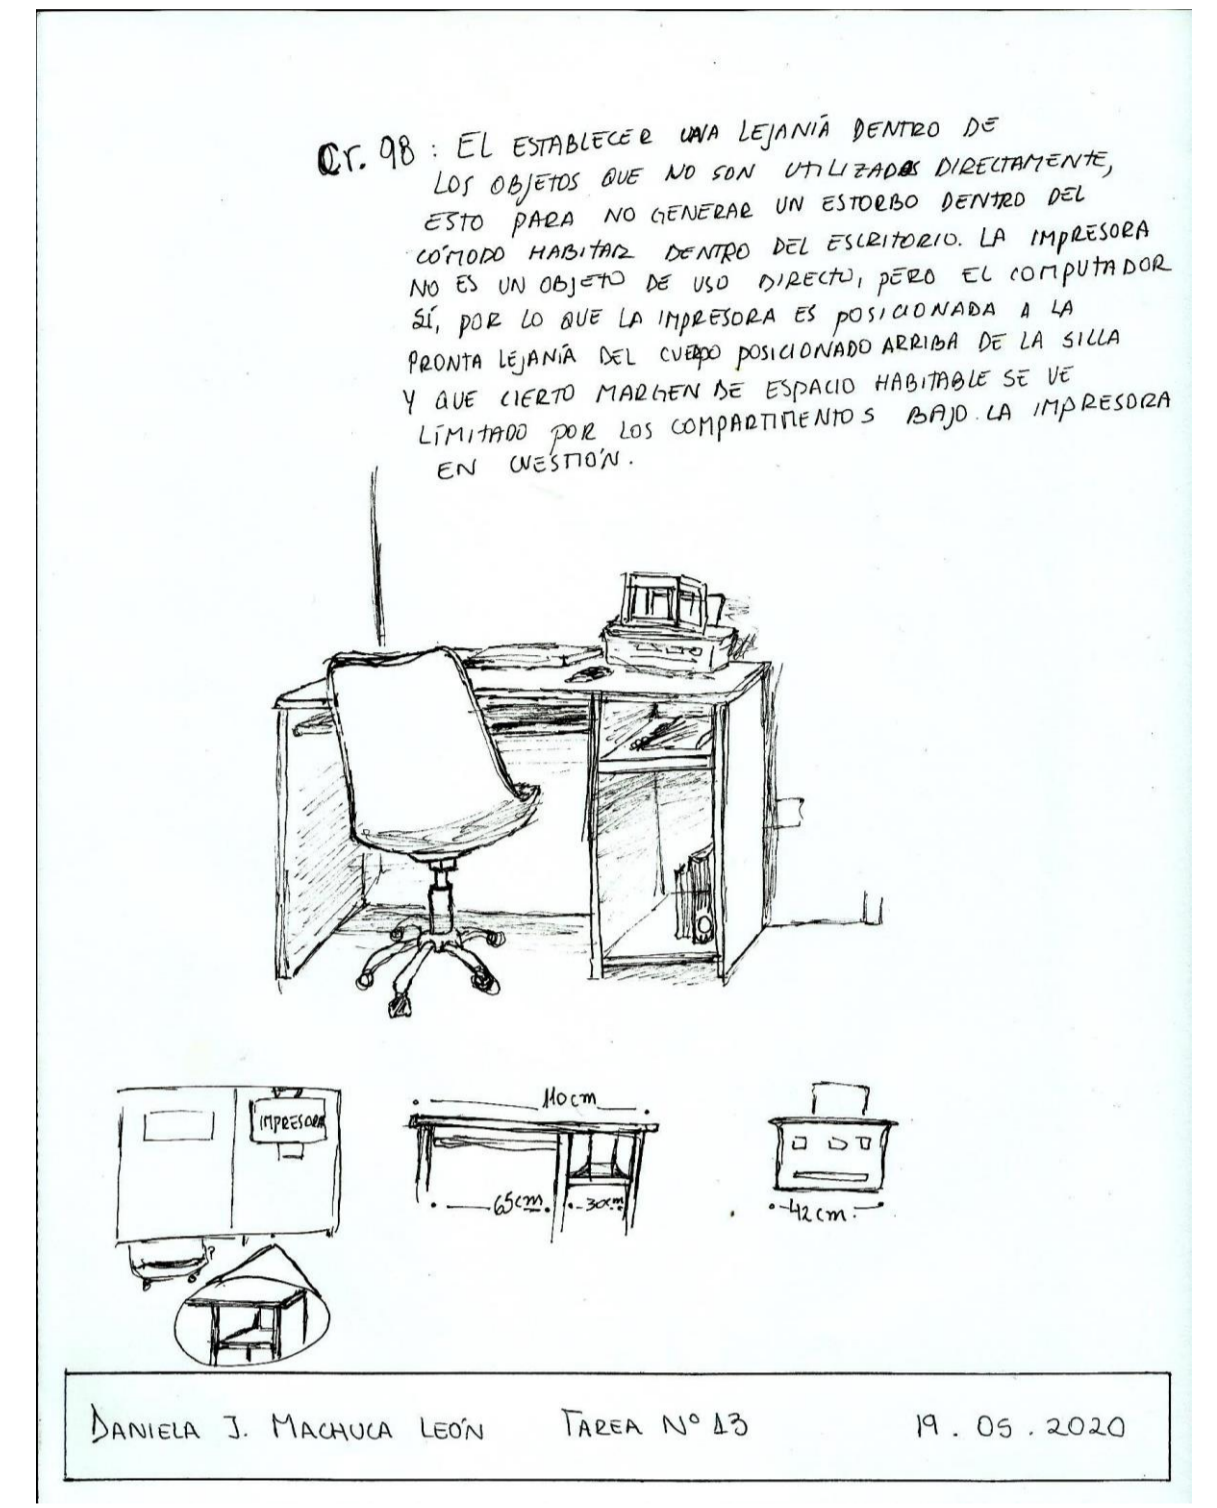 Cr. 98 : EL ESTABLECER UNA LEJANÍA DENTRO DE
LOS OBJETOS QUE NO SON UTILIZADOS DIRECTAMENTE,
ESTO PARA NO GENERAR UN ESTORBO DENTRO DEL
CÓMODO HABITAR DENTRO DEL ESCRITORIO. LA IMPRESORA
NO ES UN OBJETO DE USO DIRECTO, PERO EL COMPUTADOR
SÍ, POR LO QUE LA IMPRESORA ES POSICIONADA A LA
PRONTA LEJANÍA DEL CUERPO POSICIONADO ARRIBA DE LA SILLA
Y QUE CIERTO MARGEN DE ESPACIO HABITABLE SE VE
LÍMITADO POR LOS COMPARTIMENTOS BAJO LA IMPRESORA
EN CUESTIÓN.
IMPRESORA
110cm
65cm.
30cm
42cm.
DANIELA J. MACHUCA LEÓN TAREA Nº 13 19.05.2020